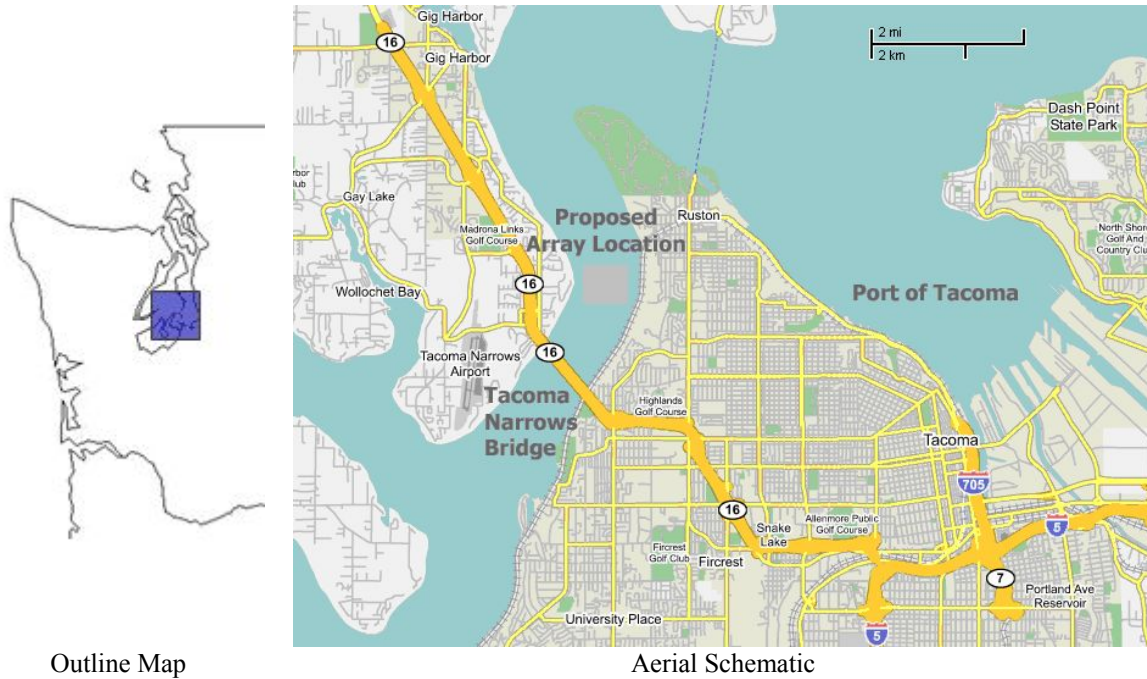 Gig Harbor
16
Gig Harbor
2 mi
2 km
Dash Point
State Park
rbor
Club
Gay Lake
Proposed
Array Location
Ruston
Madrona Links
Golf Course
North Shore
Golf And
Country Clu
16
Wollochet Bay
Port of Tacoma
16
Tacoma Narrows
Airport
Tacoma
Narrows
Bridge
Highlands
Golf Course
Tacoma
705
16
Snake
Lake
Allenmore Public
Golf Course
5
Fircrest
Golf Club
Fircrest
7
Portland Ave
Reservoir
University Place
5
Outline Map
Aerial Schematic